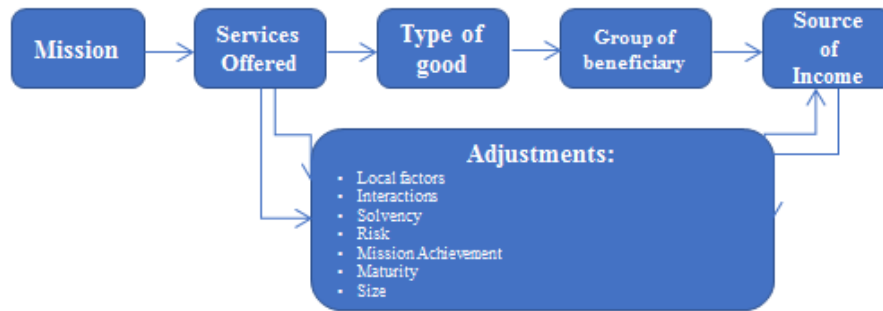 Mission
Services
Offered
Type of
good
Group of
beneficiary
Source
of
Income
Adjustments:
• Local factors
• Interactions
• Solvency
• Risk
• Mission Achievement
• Maturity
• Size